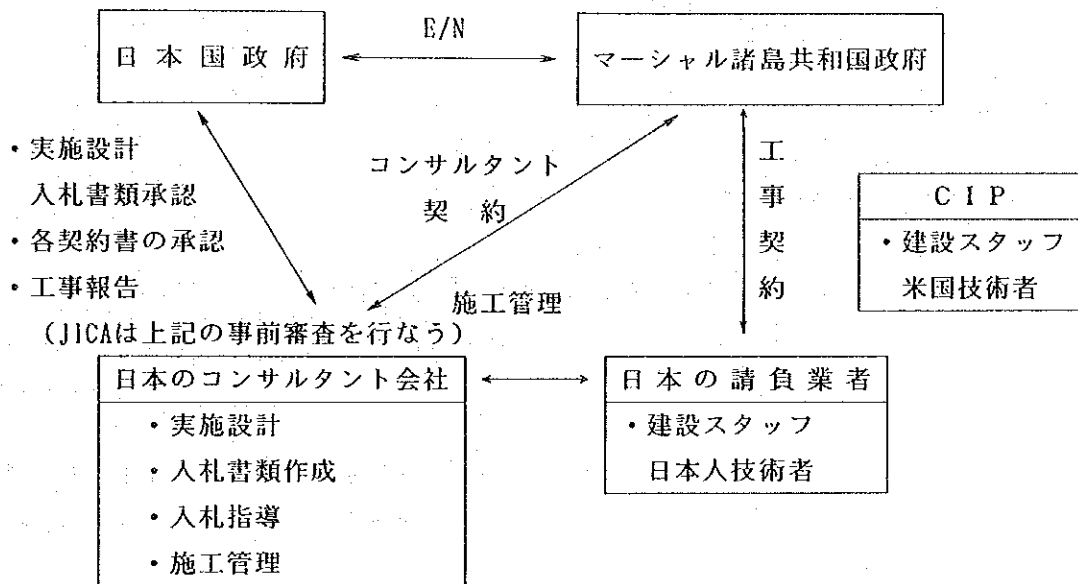 E/N
日本国政府
マーシャル諸島共和国政府
・実施設計
入札書類承認
・各契約書の承認
・工事報告
（JICAは上記の事前審査を行なう）
コンサルタント
契約
工事契約
施工管理
CIP
・建設スタッフ
米国技術者
日本のコンサルタント会社
・実施設計
・入札書類作成
・入札指導
・施工管理
日本の請負業者
・建設スタッフ
日本人技術者